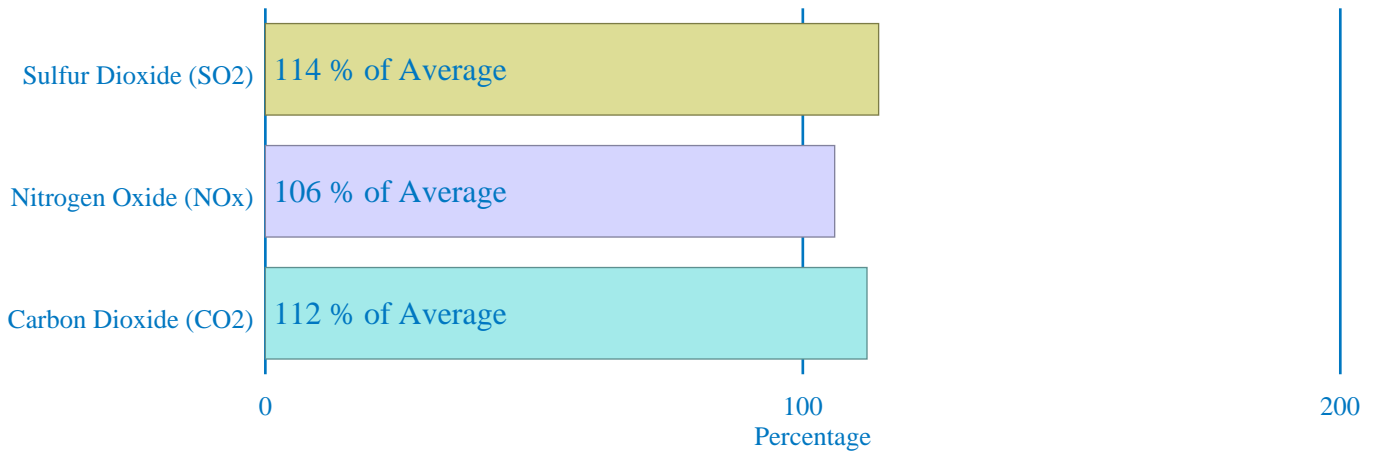 Sulfur Dioxide (SO2)
114 % of Average
Nitrogen Oxide (NOx)
106 % of Average
Carbon Dioxide (CO2)
112 % of Average
0
100
200
Percentage